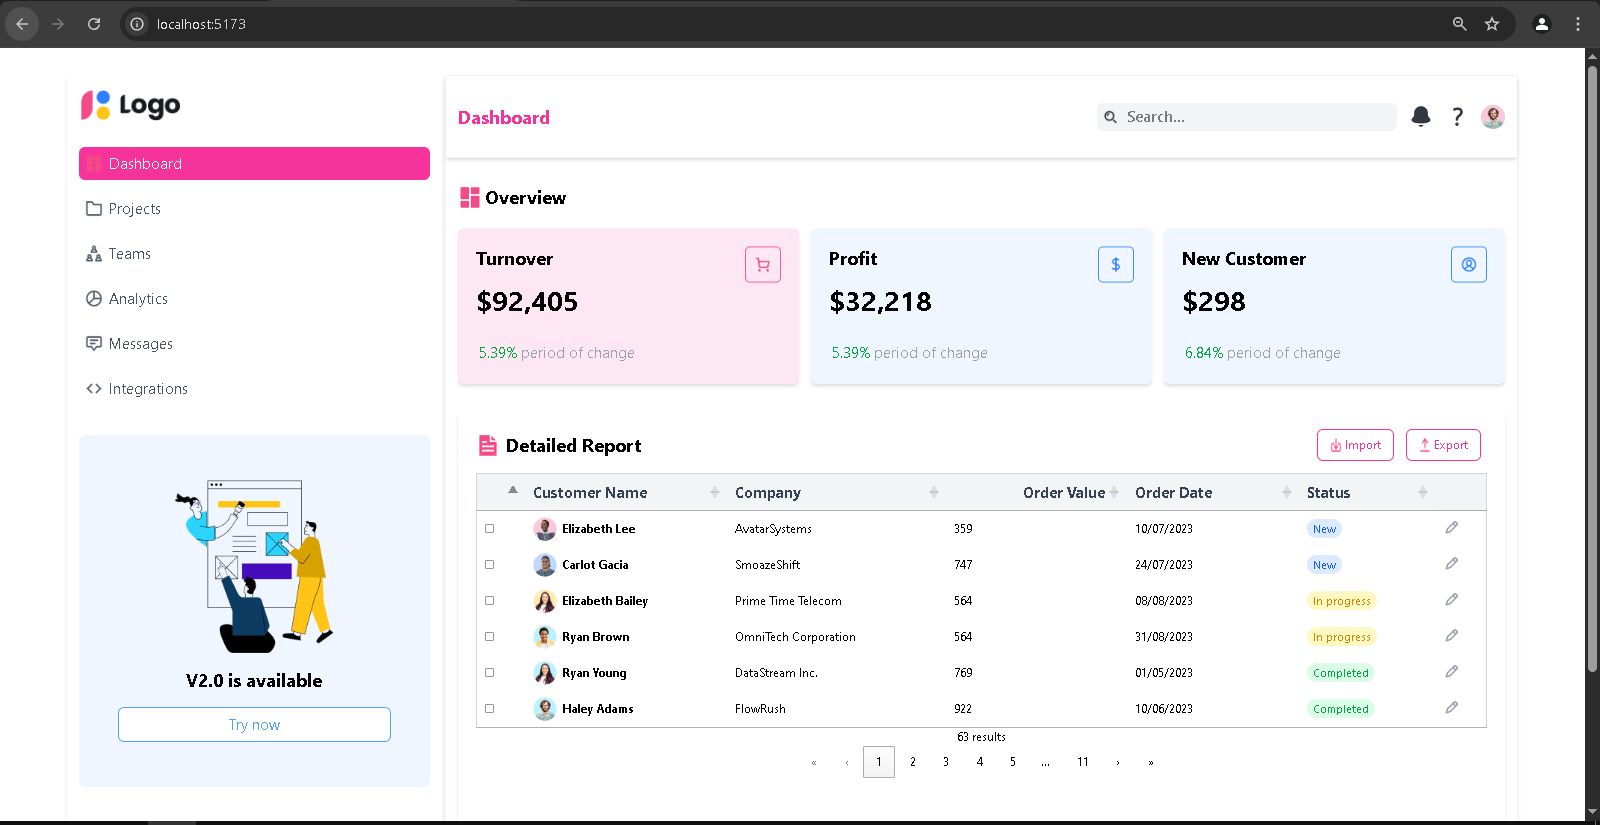 localhost:5173
Logo
Dashboard
Projects
Teams
Analytics
Messages
Integrations
V2.0 is available
Try now
Dashboard
Search...
Overview
Turnover
$92,405
5.39% period of change
Profit
$32,218
5.39% period of change
New Customer
$298
6.84% period of change
Detailed Report
Import Export
Customer Name Company Order Value Order Date Status
Elizabeth Lee AvatarSystems 359 10/07/2023 New
Carlot Gacia SmoazeShift 747 24/07/2023 New
Elizabeth Bailey Prime Time Telecom 564 08/08/2023 In progress
Ryan Brown OmniTech Corporation 564 31/08/2023 In progress
Ryan Young DataStream Inc. 769 01/05/2023 Completed
Haley Adams FlowRush 922 10/06/2023 Completed
63 results
« ‹ 1 2 3 4 5 ... 11 › »